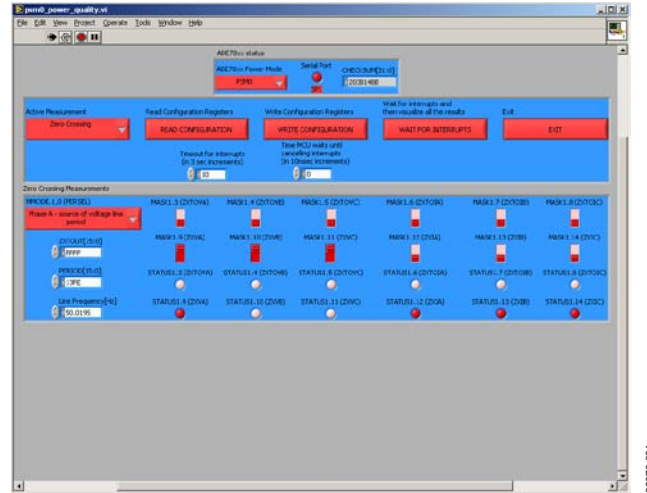 psm0_power_quality.vi
File Edit View Project Operate Tools Window Help
ADE78xx status
ADE78xx Power Mode
Serial Port
CHECKSUM[31:0]
PSM0
Active Measurement
Read Configuration Registers
Write Configuration Registers
Wait for interrupts and
then visualize all the results
Exit
Zero Crossing
READ CONFIGURATION
WRITE CONFIGURATION
WAIT FOR INTERRUPTS
EXIT
Timeout for
interrupts
(in 3 sec increments)
10
Time MCU waits until
cancelling interrupts
(in 10msec increments)
0
Zero Crossing Measurements
MMODE.1,0 (PERSEL)
Phase A - source of voltage line
period
MASK1.3 (ZXTOVA)
MASK1.4 (ZXTOVB)
MASK1.5 (ZXTOVC)
MASK1.6 (ZXTOIA)
MASK1.7 (ZXTOIB)
MASK1.8 (ZXTOIC)
ZXTOUT[15:0]
FFFF
MASK1.9 (ZXVA)
MASK1.10 (ZXVB)
MASK1.11 (ZXVC)
MASK1.12 (ZXIA)
MASK1.13 (ZXIB)
MASK1.14 (ZXIC)
PERIOD[15:0]
13FE
STATUS1.3 (ZXTOVA)
STATUS1.4 (ZXTOVB)
STATUS1.5 (ZXTOVC)
STATUS1.6 (ZXTOIA)
STATUS1.7 (ZXTOIB)
STATUS1.8 (ZXTOIC)
Line Frequency[Hz]
50.0195
STATUS1.9 (ZXVA)
STATUS1.10 (ZXVB)
STATUS1.11 (ZXVC)
STATUS1.12 (ZXIA)
STATUS1.13 (ZXIB)
STATUS1.14 (ZXIC)